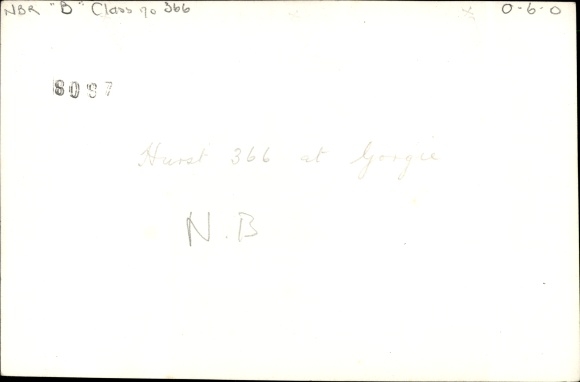 NBR "B" Class no 366 0-6-0
8097
Hurst 366 at Gorgie
N.B